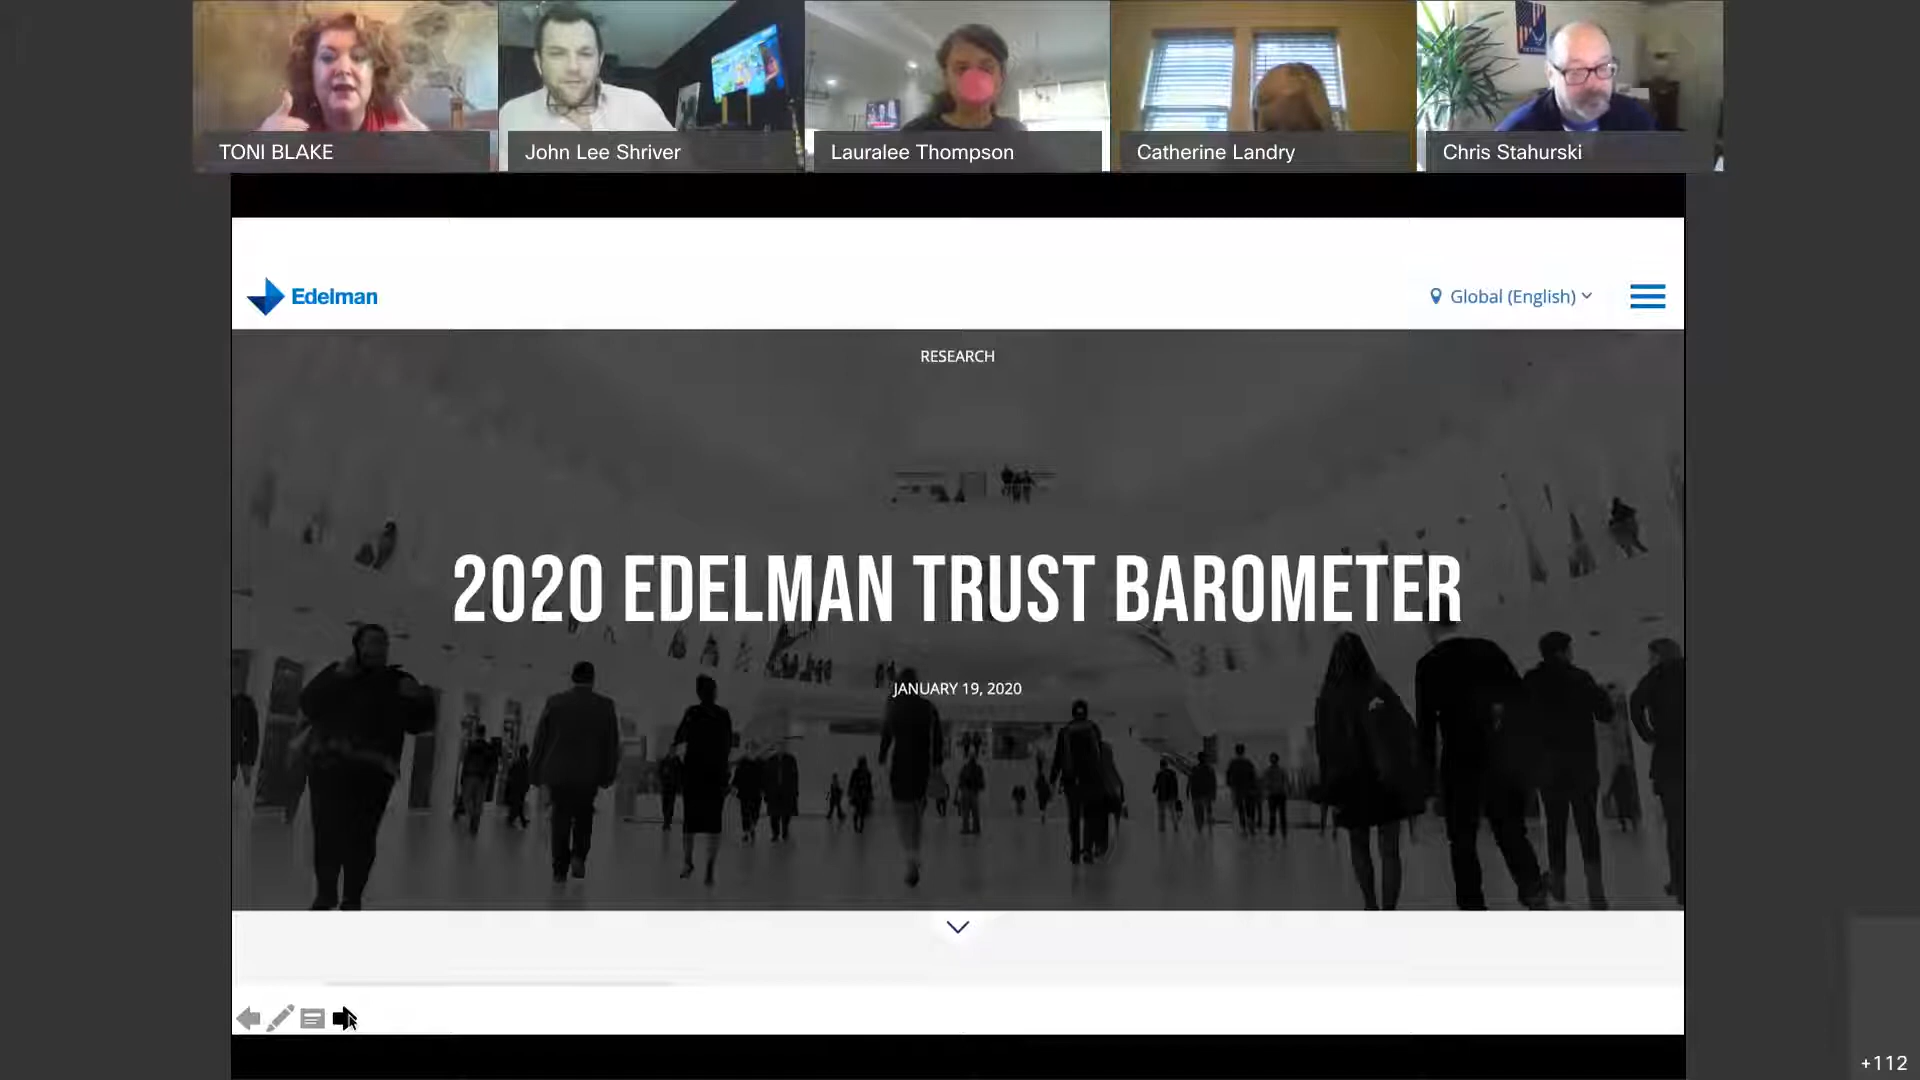 TONI BLAKE
John Lee Shriver
Lauralee Thompson
Catherine Landry
Chris Stahurski
Edelman
Global (English)
RESEARCH
2020 EDELMAN TRUST BAROMETER
JANUARY 19, 2020
+112